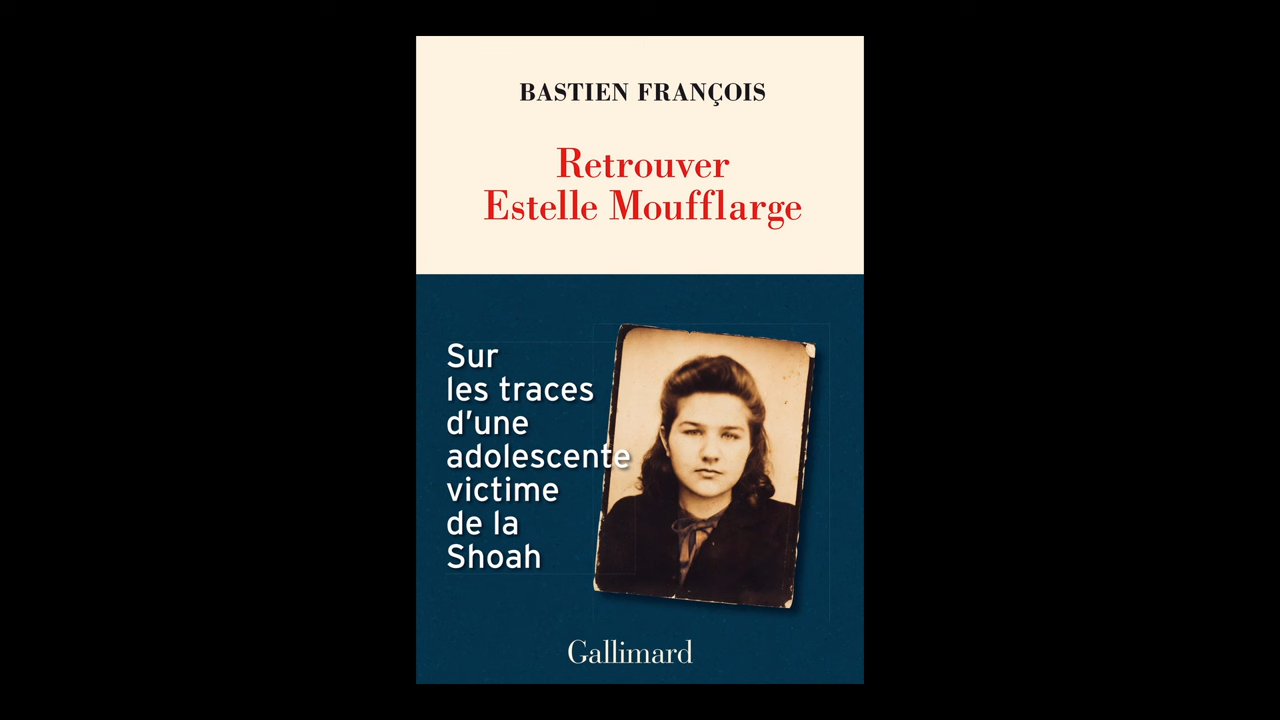 BASTIEN FRANÇOIS
Retrouver
Estelle Moufflarge
Sur
les traces
d'une
adolescente
victime
de la
Shoah
Gallimard